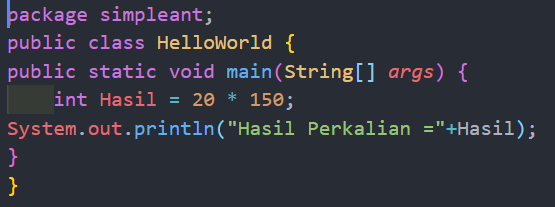 package simpleant;
public class HelloWorld {
public static void main(String[] args) {
    int Hasil = 20 * 150;
System.out.println("Hasil Perkalian ="+Hasil);
}
}